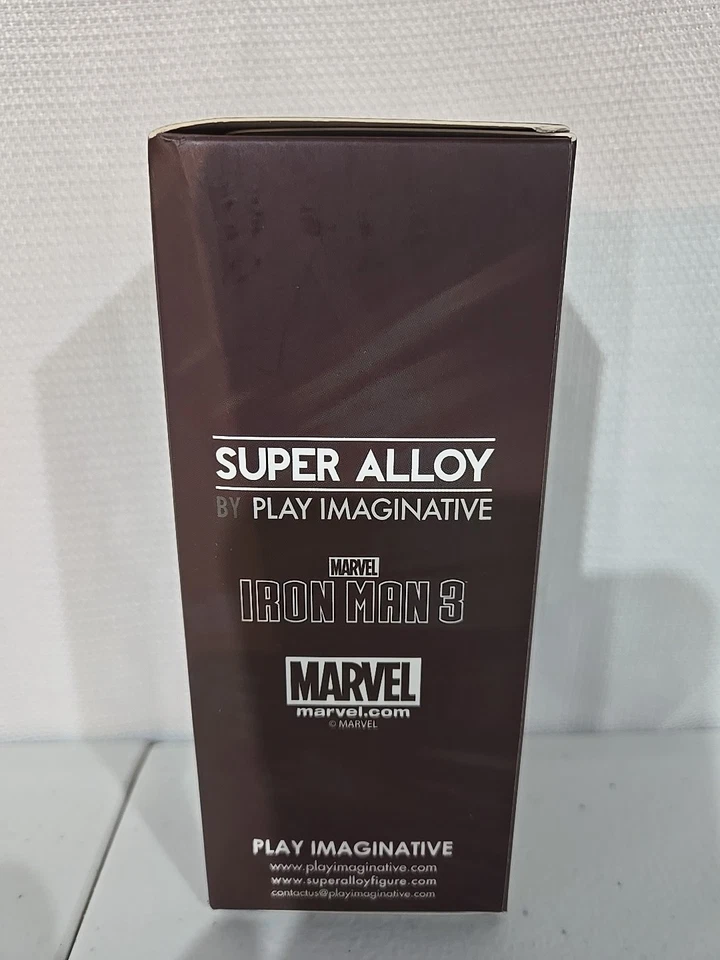 SUPER ALLOY
BY PLAY IMAGINATIVE
MARVEL
IRON MAN 3
MARVEL
marvel.com
© MARVEL
PLAY IMAGINATIVE
www.playimaginative.com
www.superalloyfigure.com
contactus@playimaginative.com